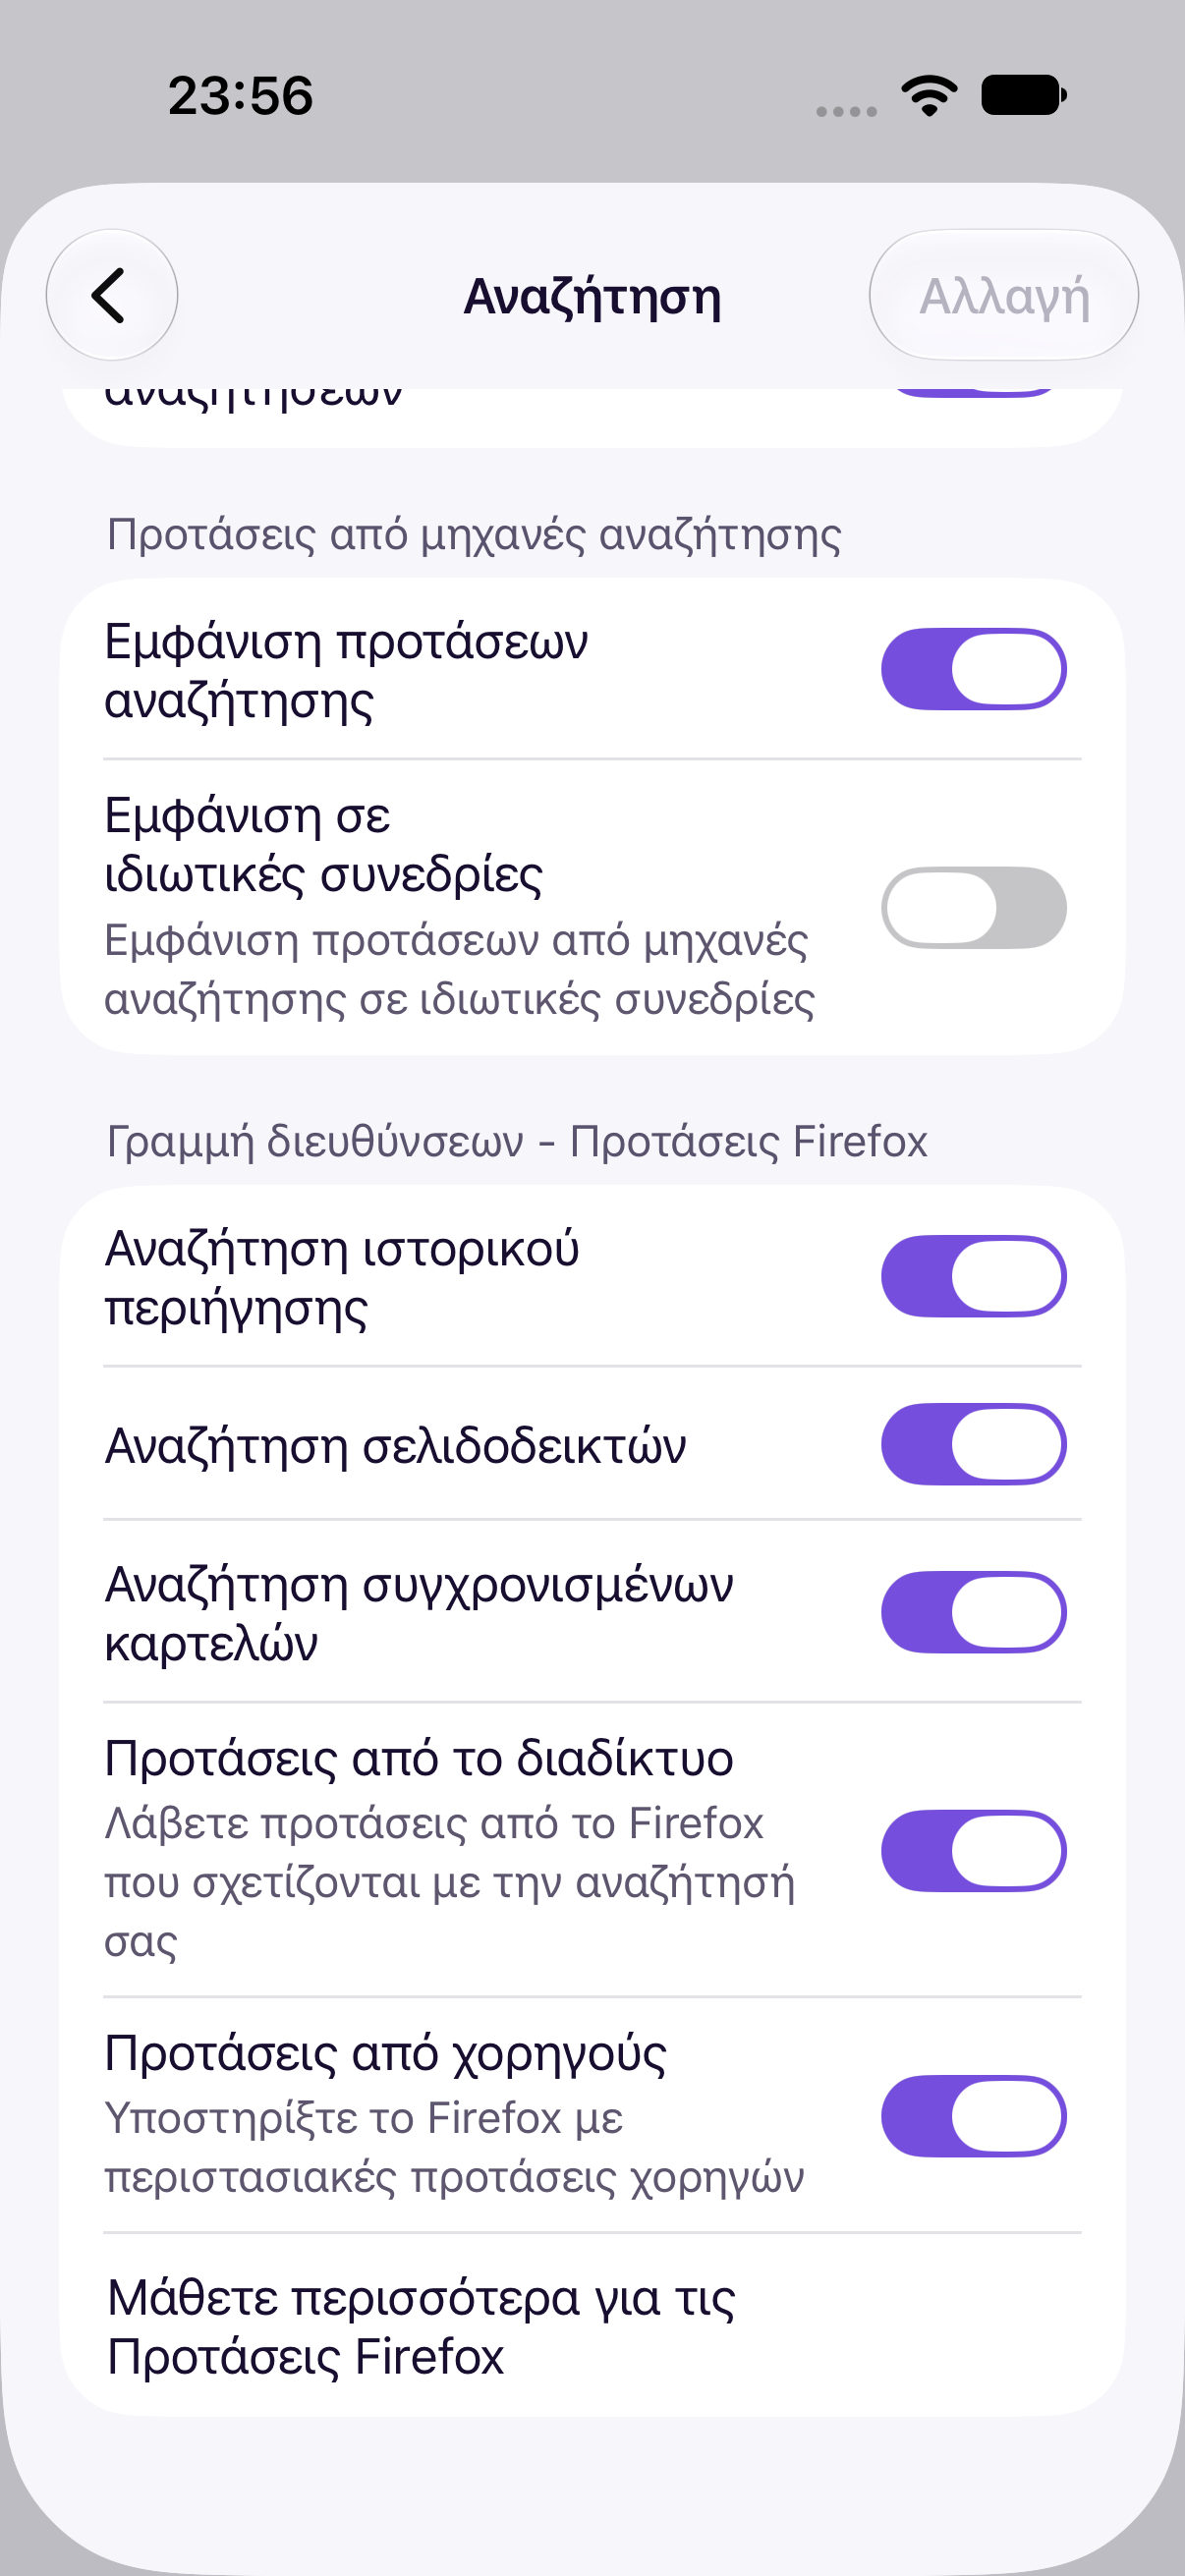 23:56
Αναζήτηση
Αλλαγή
αναζητήσεων
Προτάσεις από μηχανές αναζήτησης
Εμφάνιση προτάσεων
αναζήτησης
Εμφάνιση σε
ιδιωτικές συνεδρίες
Εμφάνιση προτάσεων από μηχανές
αναζήτησης σε ιδιωτικές συνεδρίες
Γραμμή διευθύνσεων - Προτάσεις Firefox
Αναζήτηση ιστορικού
περιήγησης
Αναζήτηση σελιδοδεικτών
Αναζήτηση συγχρονισμένων
καρτελών
Προτάσεις από το διαδίκτυο
Λάβετε προτάσεις από το Firefox
που σχετίζονται με την αναζήτησή
σας
Προτάσεις από χορηγούς
Υποστηρίξτε το Firefox με
περιστασιακές προτάσεις χορηγών
Μάθετε περισσότερα για τις
Προτάσεις Firefox